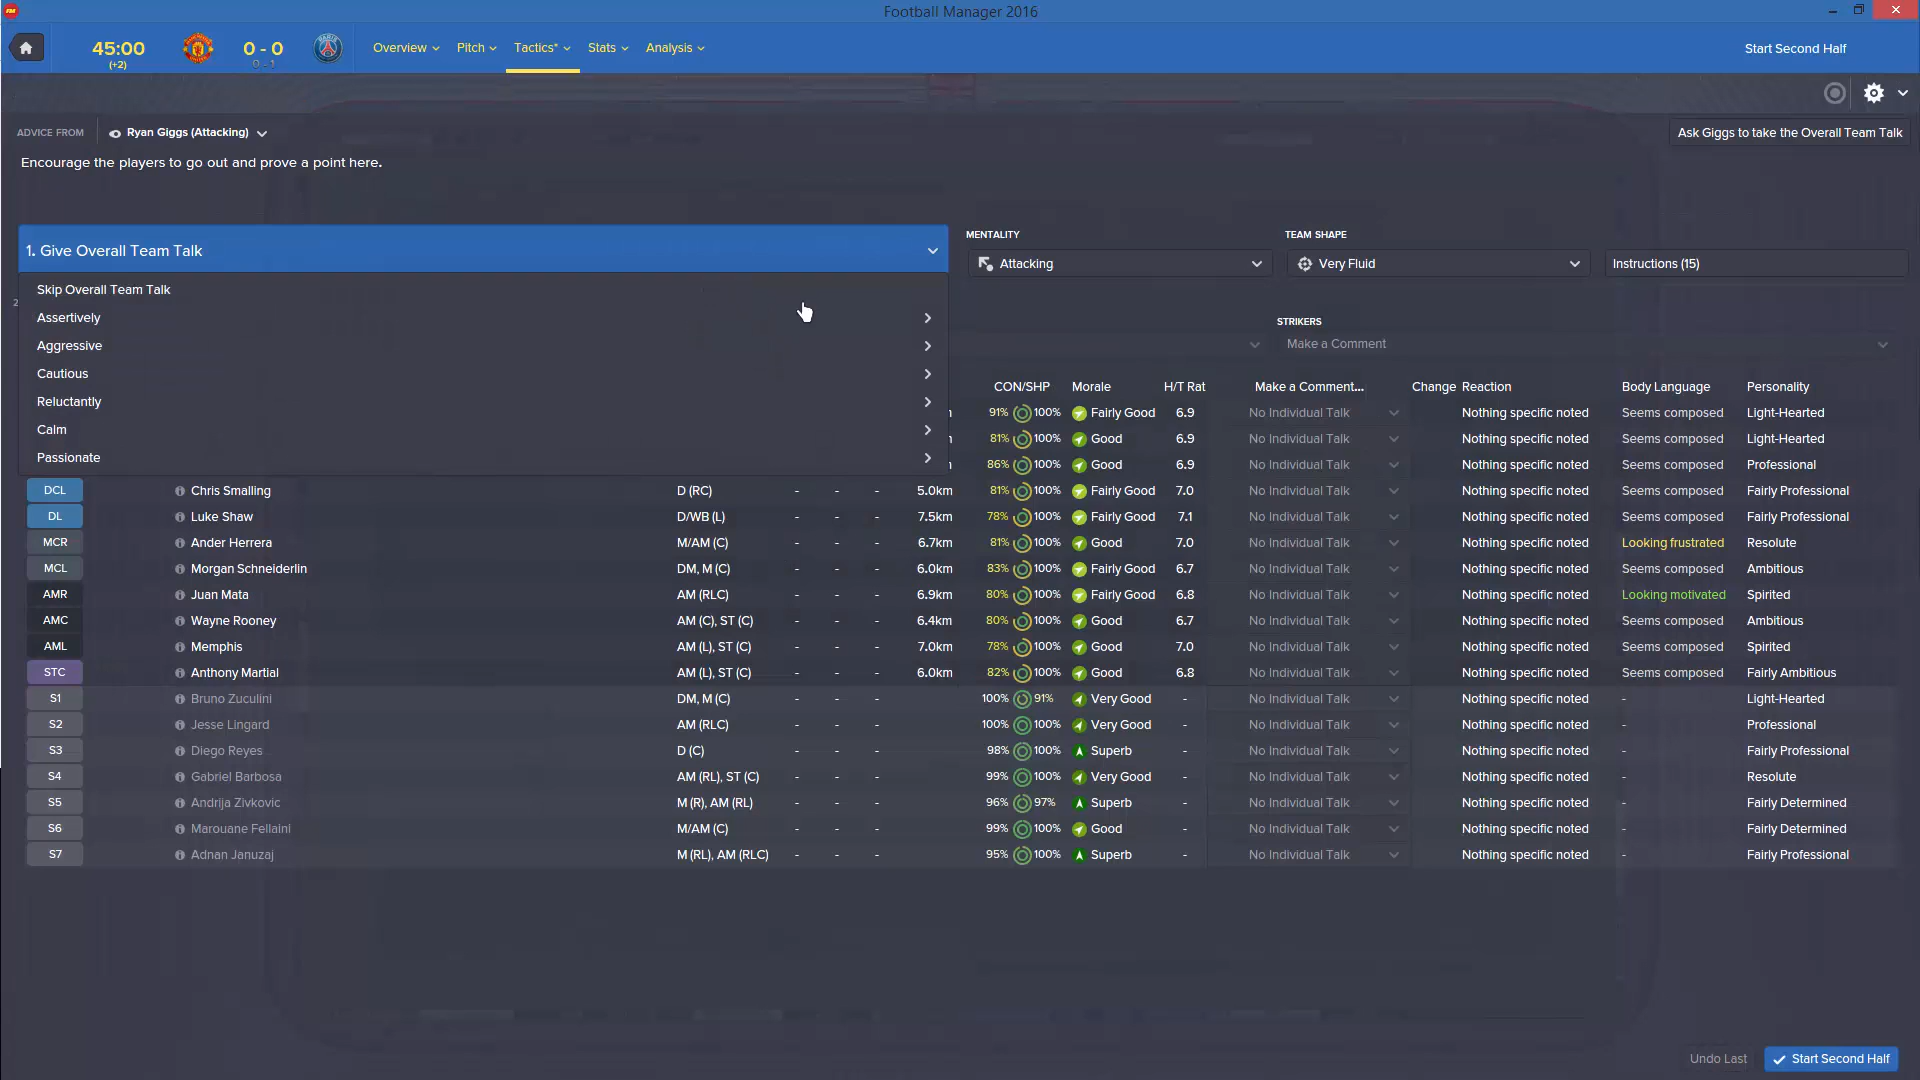 Football Manager 2016
45:00
(+2)
0 - 0
0 - 1
Overview
Pitch
Tactics*
Stats
Analysis
Start Second Half
ADVICE FROM
Ryan Giggs (Attacking)
Ask Giggs to take the Overall Team Talk
Encourage the players to go out and prove a point here.
1. Give Overall Team Talk
MENTALITY
TEAM SHAPE
Attacking
Very Fluid
Instructions (15)
Skip Overall Team Talk
Assertively
Aggressive
Cautious
Reluctantly
Calm
Passionate
STRIKERS
Make a Comment
CON/SHP Morale H/T Rat Make a Comment... Change Reaction Body Language Personality
91% 100% Fairly Good 6.9 No Individual Talk Nothing specific noted Seems composed Light-Hearted
81% 100% Good 6.9 No Individual Talk Nothing specific noted Seems composed Light-Hearted
86% 100% Good 6.9 No Individual Talk Nothing specific noted Seems composed Professional
DCL Chris Smalling D (RC) - - - 5.0km 81% 100% Fairly Good 7.0 No Individual Talk Nothing specific noted Seems composed Fairly Professional
DL Luke Shaw D/WB (L) - - - 7.5km 78% 100% Fairly Good 7.1 No Individual Talk Nothing specific noted Seems composed Fairly Professional
MCR Ander Herrera M/AM (C) - - - 6.7km 81% 100% Good 7.0 No Individual Talk Nothing specific noted Looking frustrated Resolute
MCL Morgan Schneiderlin DM, M (C) - - - 6.0km 83% 100% Fairly Good 6.7 No Individual Talk Nothing specific noted Seems composed Ambitious
AMR Juan Mata AM (RLC) - - - 6.9km 80% 100% Fairly Good 6.8 No Individual Talk Nothing specific noted Looking motivated Spirited
AMC Wayne Rooney AM (C), ST (C) - - - 6.4km 80% 100% Good 6.7 No Individual Talk Nothing specific noted Seems composed Ambitious
AML Memphis AM (L), ST (C) - - - 7.0km 78% 100% Good 7.0 No Individual Talk Nothing specific noted Seems composed Spirited
STC Anthony Martial AM (L), ST (C) - - - 6.0km 82% 100% Good 6.8 No Individual Talk Nothing specific noted Seems composed Fairly Ambitious
S1 Bruno Zuculini DM, M (C) - - - 100% 91% Very Good - No Individual Talk Nothing specific noted - Light-Hearted
S2 Jesse Lingard AM (RLC) - - - 100% 100% Very Good - No Individual Talk Nothing specific noted - Professional
S3 Diego Reyes D (C) - - - 98% 100% Superb - No Individual Talk Nothing specific noted - Fairly Professional
S4 Gabriel Barbosa AM (RL), ST (C) - - - 99% 100% Very Good - No Individual Talk Nothing specific noted - Resolute
S5 Andrija Zivkovic M (R), AM (RL) - - - 96% 97% Superb - No Individual Talk Nothing specific noted - Fairly Determined
S6 Marouane Fellaini M/AM (C) - - - 99% 100% Good - No Individual Talk Nothing specific noted - Fairly Determined
S7 Adnan Januzaj M (RL), AM (RLC) - - - 95% 100% Superb - No Individual Talk Nothing specific noted - Fairly Professional
Undo Last
Start Second Half